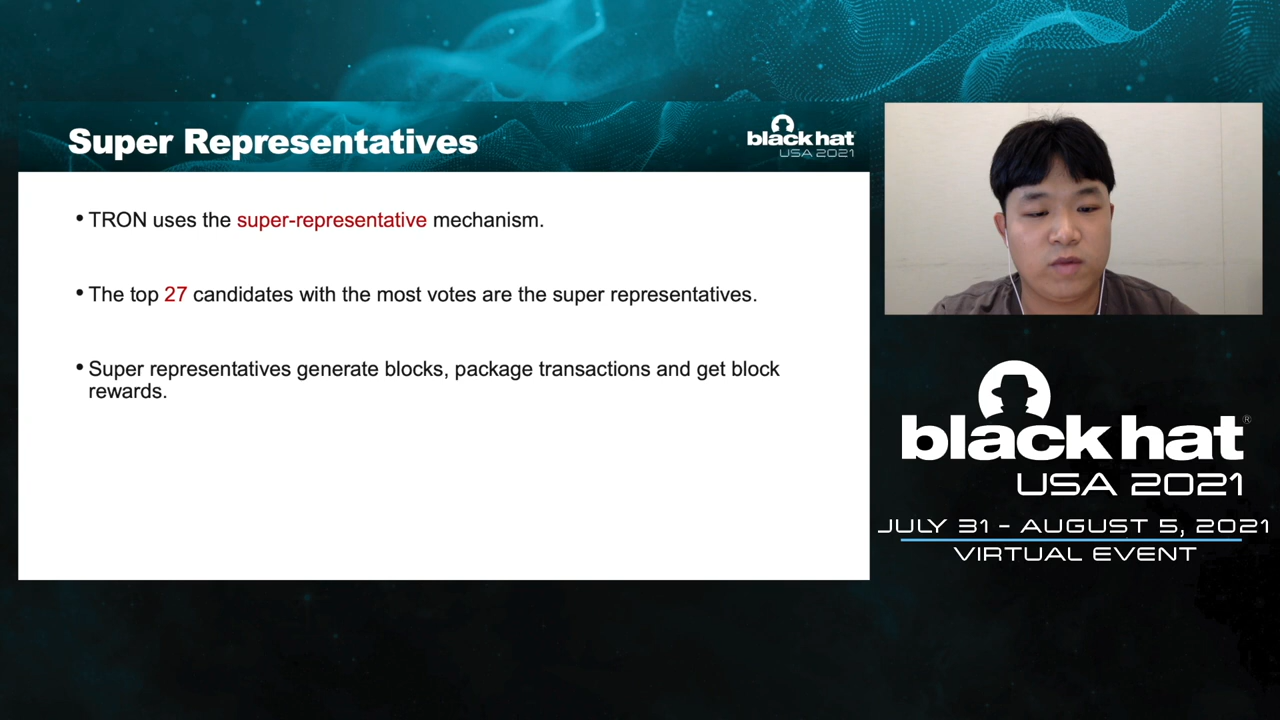 Super Representatives
black hat
USA 2021
• TRON uses the super-representative mechanism.
• The top 27 candidates with the most votes are the super representatives.
• Super representatives generate blocks, package transactions and get block
rewards.
black hat®
USA 2021
JULY 31 – AUGUST 5, 2021
VIRTUAL EVENT